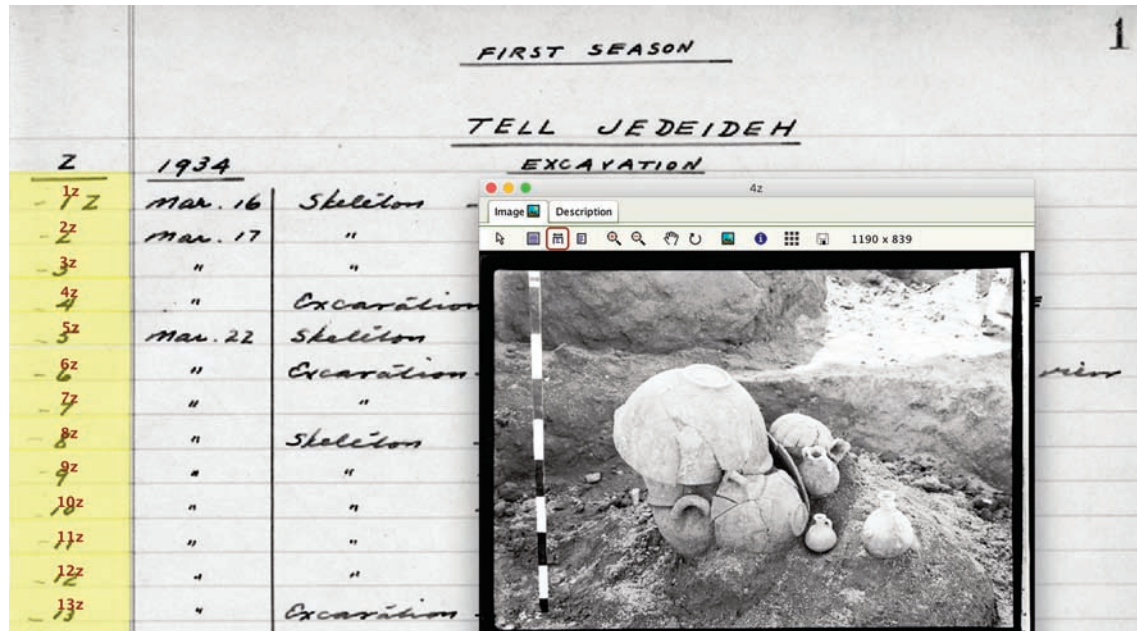 1
FIRST SEASON
TELL JEDEIDEH
Z 1934 EXCAVATION
1z - 1 Z Mar. 16 Skeleton -
2z - 2 Mar. 17 " "
3z - 3 " "
4z - 4 " Excavation
5z - 5 Mar. 22 Skeleton
6z - 6 " Excavation - view
7z - 7 " "
8z - 8 " Skeleton -
9z - 9 " "
10z - 10 " "
11z - 11 " "
12z - 12 " "
13z - 13 " Excavation -
4z
Image Description
1190 x 839